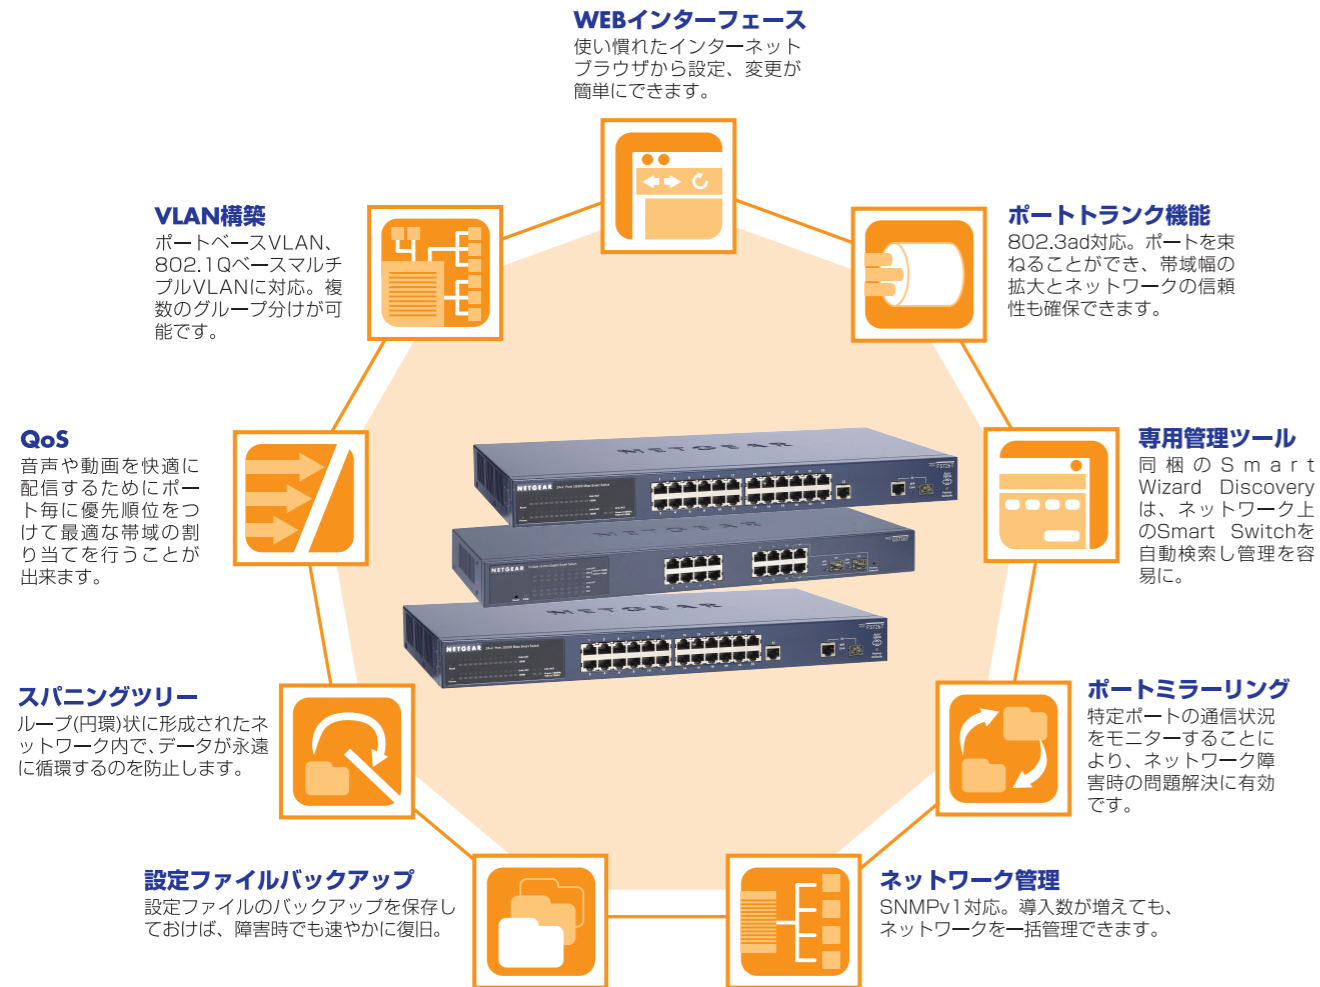 WEBインターフェース
使い慣れたインターネット
ブラウザから設定、変更が
簡単にできます。
VLAN構築
ポートベースVLAN、
802.1Qベースマルチ
プルVLANに対応。複
数のグループ分けが可
能です。
ポートトランク機能
802.3ad対応。ポートを束
ねることができ、帯域幅の
拡大とネットワークの信頼
性も確保できます。
QoS
音声や動画を快適に
配信するためにポー
ト毎に優先順位をつ
けて最適な帯域の割
り当てを行うことが
出来ます。
専用管理ツール
同梱のSmart
Wizard Discovery
は、ネットワーク上
のSmart Switchを
自動検索し管理を容
易に。
NETGEAR
NETGEAR
NETGEAR
NETGEAR
NETGEAR
スパニングツリー
ループ(円環)状に形成されたネ
ットワーク内で、データが永遠
に循環するのを防止します。
ポートミラーリング
特定ポートの通信状況
をモニターすることに
より、ネットワーク障
害時の問題解決に有効
です。
設定ファイルバックアップ
設定ファイルのバックアップを保存し
ておけば、障害時でも速やかに復旧。
ネットワーク管理
SNMPv1対応。導入数が増えても、
ネットワークを一括管理できます。